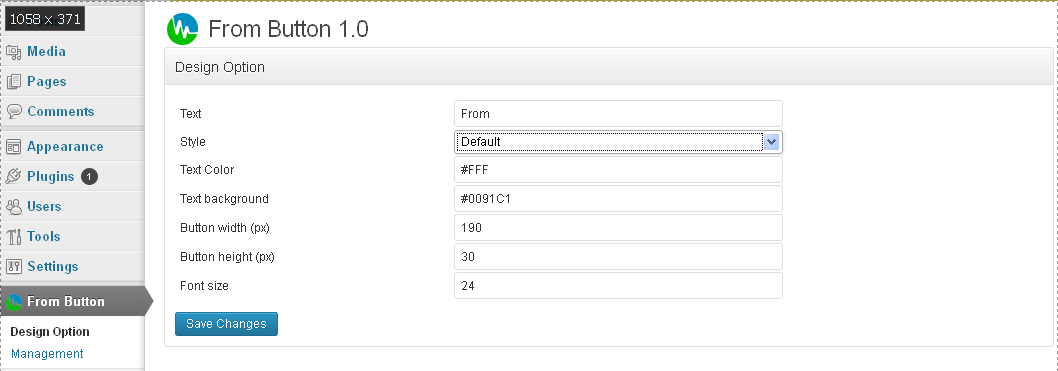 1058 x 371
Media
Pages
Comments
Appearance
Plugins 1
Users
Tools
Settings
From Button
Design Option
Management
From Button 1.0
Design Option
Text From
Style Default
Text Color #FFF
Text background #0091C1
Button width (px) 190
Button height (px) 30
Font size 24
Save Changes